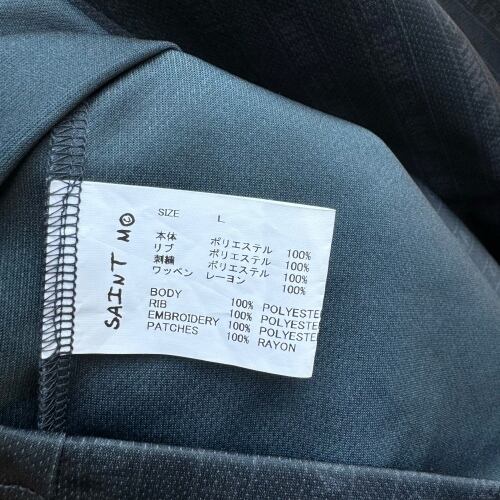 SAINT M
SIZE L
本体 ポリエステル 100%
リブ ポリエステル 100%
刺繍 ポリエステル 100%
ワッペン レーヨン 100%
BODY 100% POLYESTE
RIB 100% POLYESTE
EMBROIDERY 100% POLYESTE
PATCHES 100% RAYON